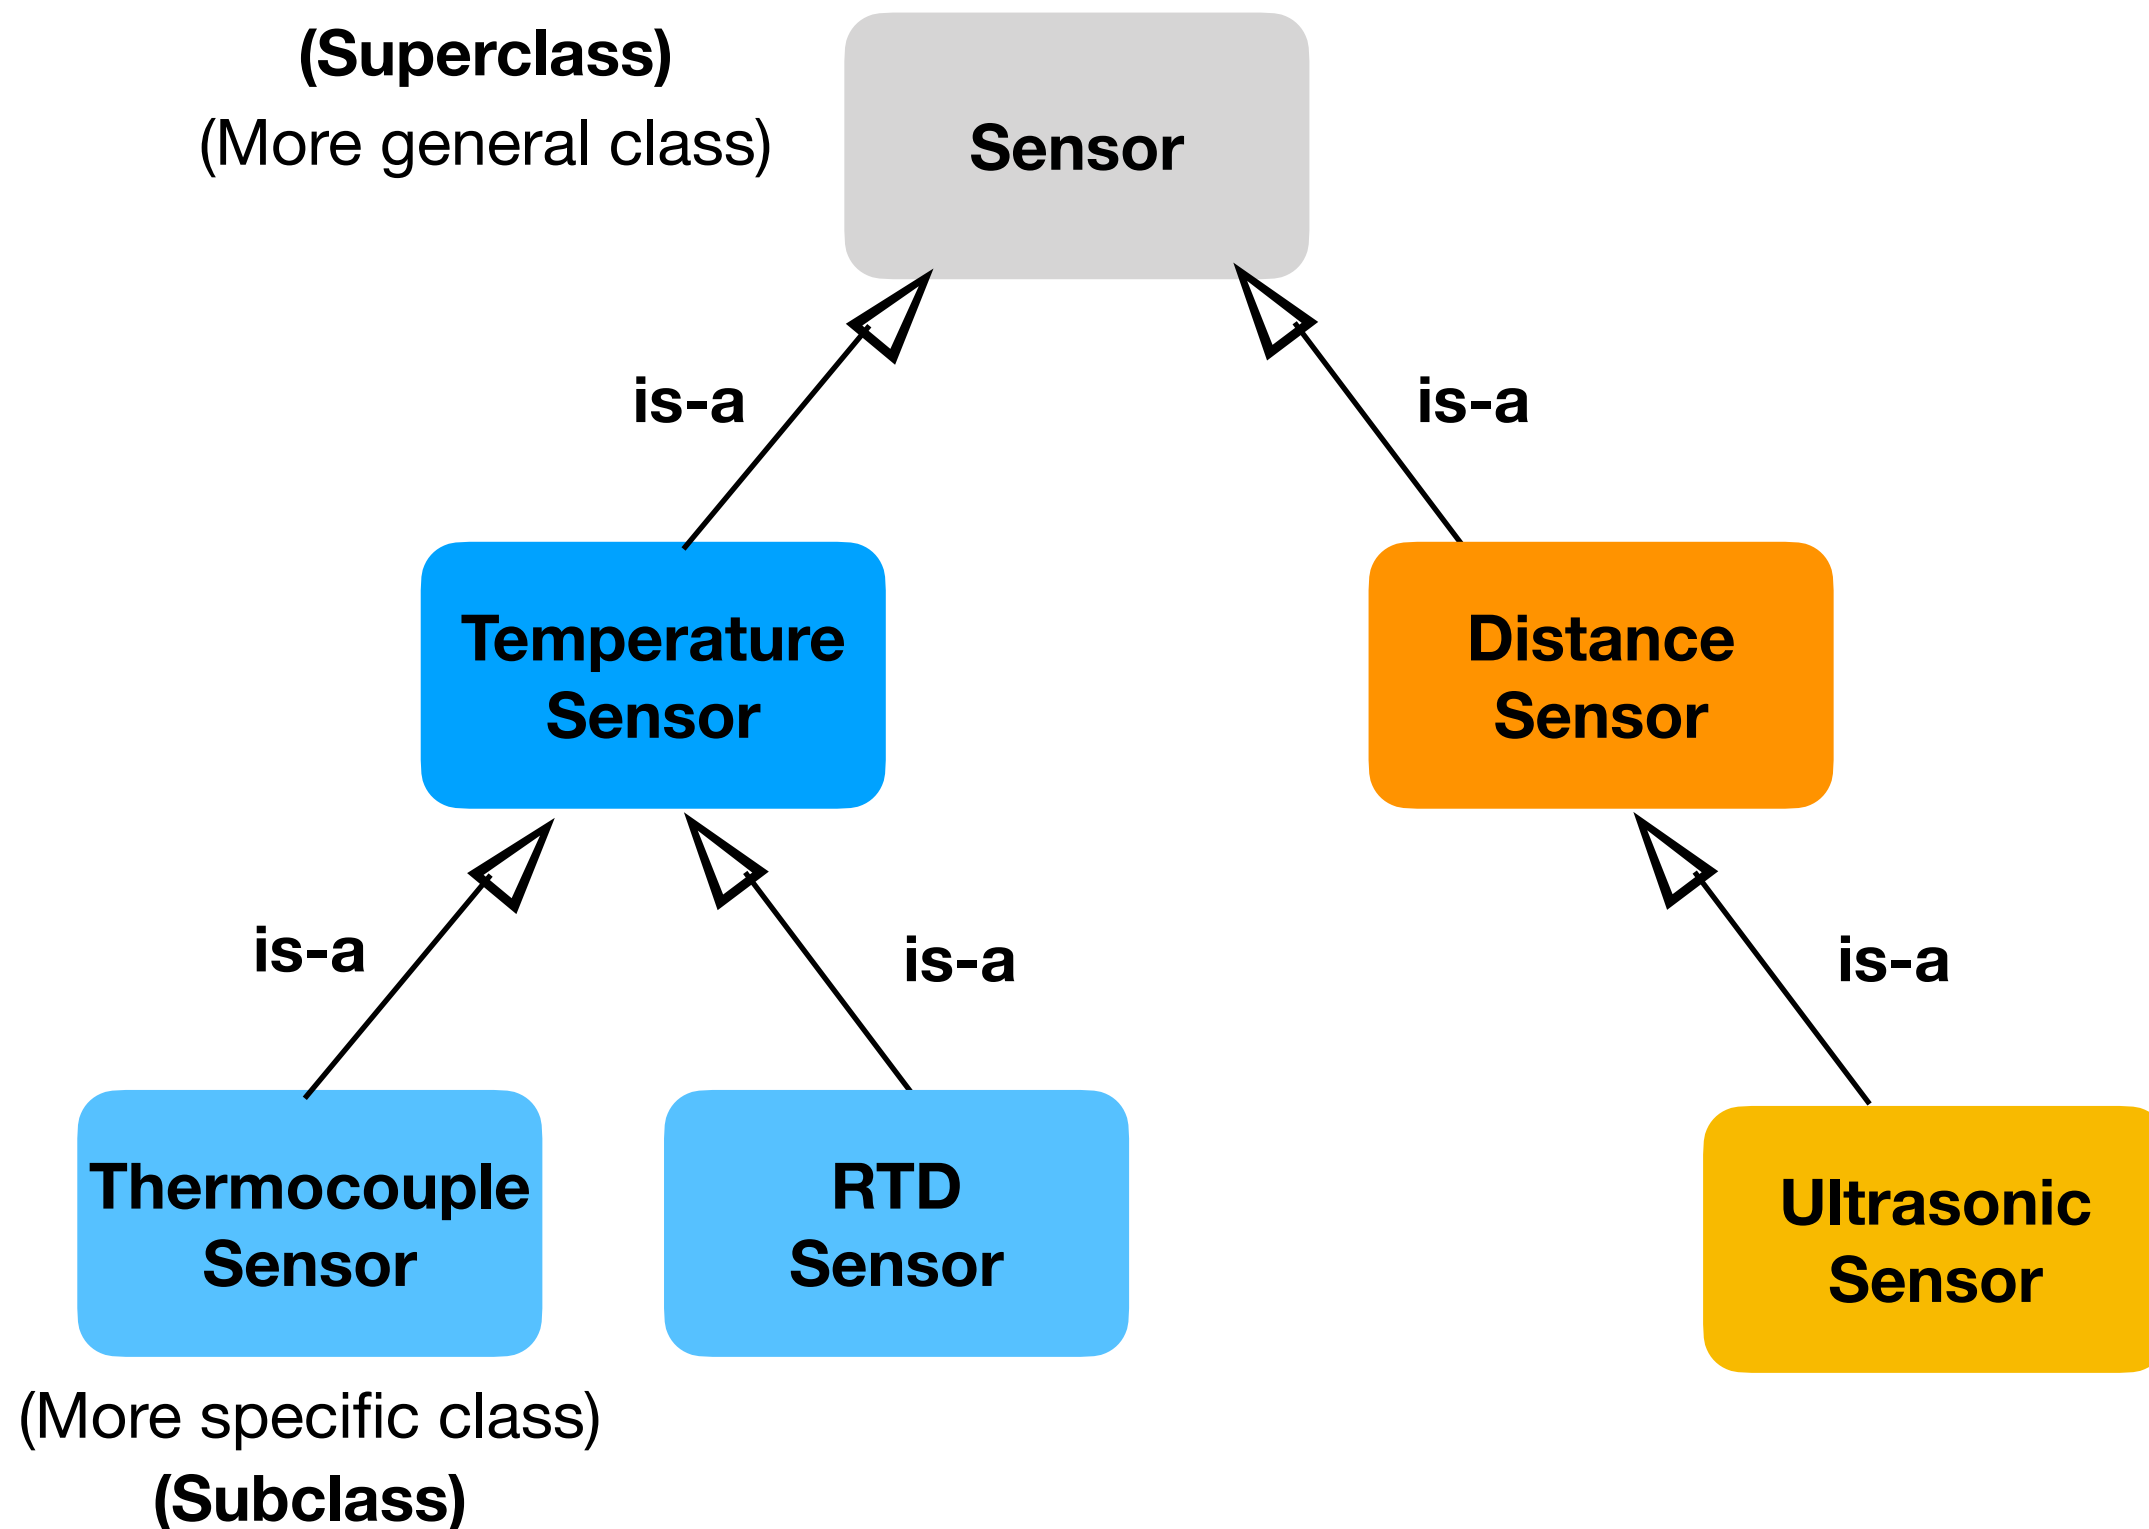 (Superclass)
(More general class)
Sensor
is-a
is-a
Temperature
Sensor
Distance
Sensor
is-a
is-a
is-a
Thermocouple
Sensor
RTD
Sensor
Ultrasonic
Sensor
(More specific class)
(Subclass)